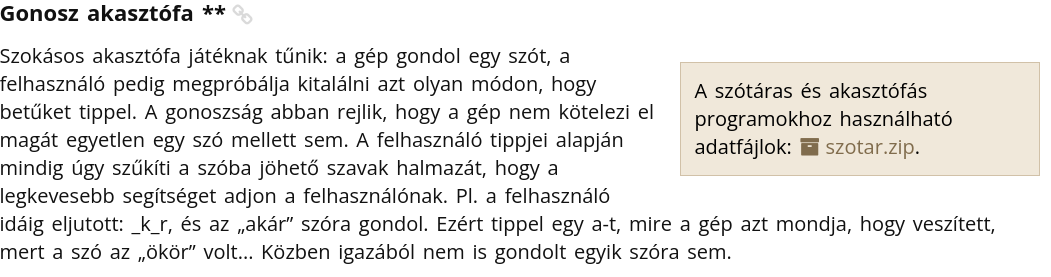 Gonosz akasztófa **
Szokásos akasztófa játéknak tűnik: a gép gondol egy szót, a
felhasználó pedig megpróbálja kitalálni azt olyan módon, hogy
betűket tippel. A gonoszság abban rejlik, hogy a gép nem kötelezi el
magát egyetlen egy szó mellett sem. A felhasználó tippjei alapján
mindig úgy szűkíti a szóba jöhető szavak halmazát, hogy a
legkevesebb segítséget adjon a felhasználónak. Pl. a felhasználó
idáig eljutott: _k_r, és az „akár” szóra gondol. Ezért tippel egy a-t, mire a gép azt mondja, hogy veszített,
mert a szó az „ökör” volt... Közben igazából nem is gondolt egyik szóra sem.
A szótáras és akasztófás
programokhoz használható
adatfájlok: szotar.zip.